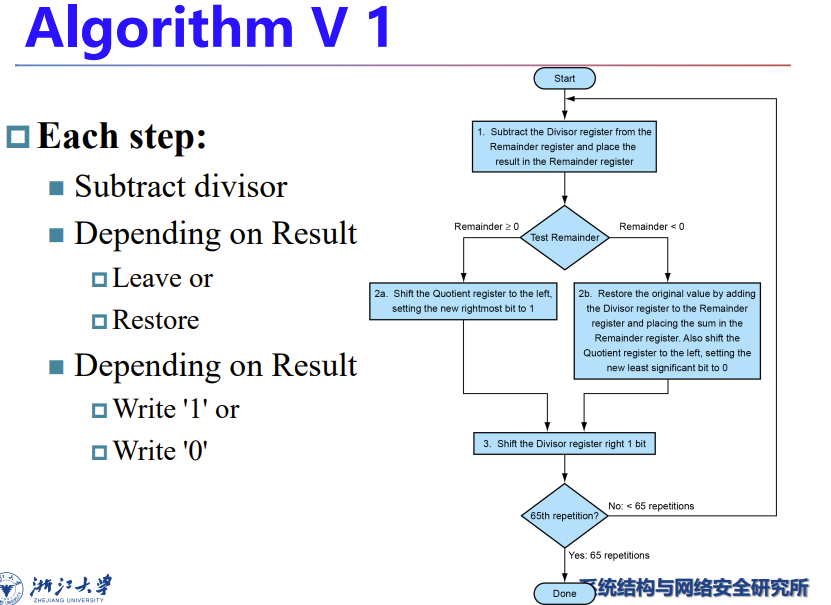 Algorithm V 1
Each step:
Subtract divisor
Depending on Result
Leave or
Restore
Depending on Result
Write '1' or
Write '0'
Start
1. Subtract the Divisor register from the
Remainder register and place the
result in the Remainder register
Remainder ≥ 0
Test Remainder
Remainder < 0
2a. Shift the Quotient register to the left,
setting the new rightmost bit to 1
2b. Restore the original value by adding
the Divisor register to the Remainder
register and placing the sum in the
Remainder register. Also shift the
Quotient register to the left, setting the
new least significant bit to 0
3. Shift the Divisor register right 1 bit
65th repetition?
No: < 65 repetitions
Yes: 65 repetitions
Done
浙江大学
ZHEJIANG UNIVERSITY
系统结构与网络安全研究所